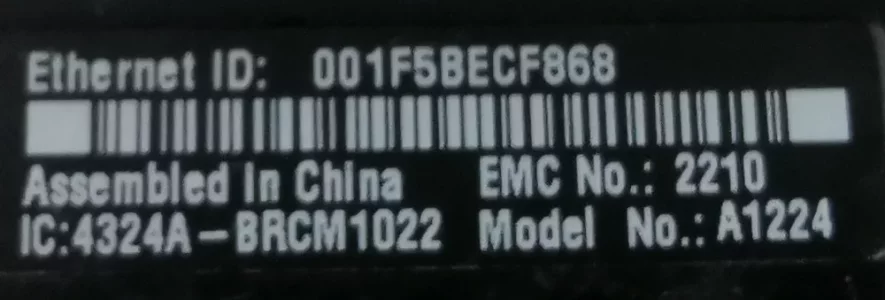 Ethernet ID: 001F5BECF868
Assembled In China EMC No.: 2210
IC:4324A-BRCM1022 Model No.: A1224